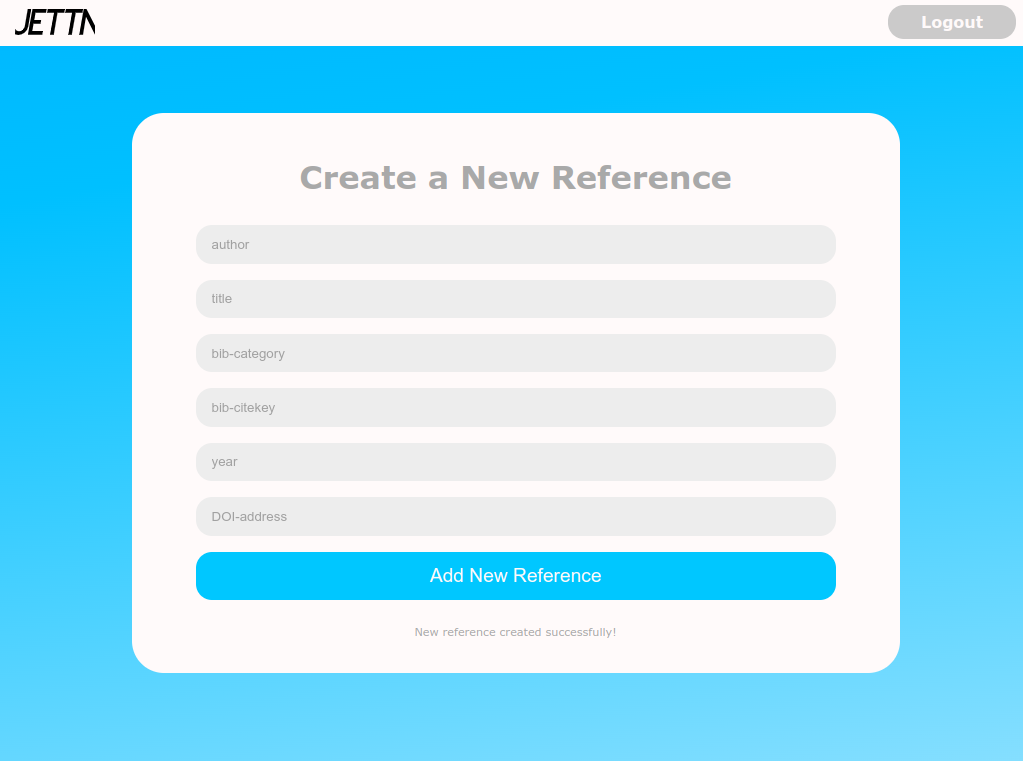 JETTA
Logout
Create a New Reference
author
title
bib-category
bib-citekey
year
DOI-address
Add New Reference
New reference created successfully!